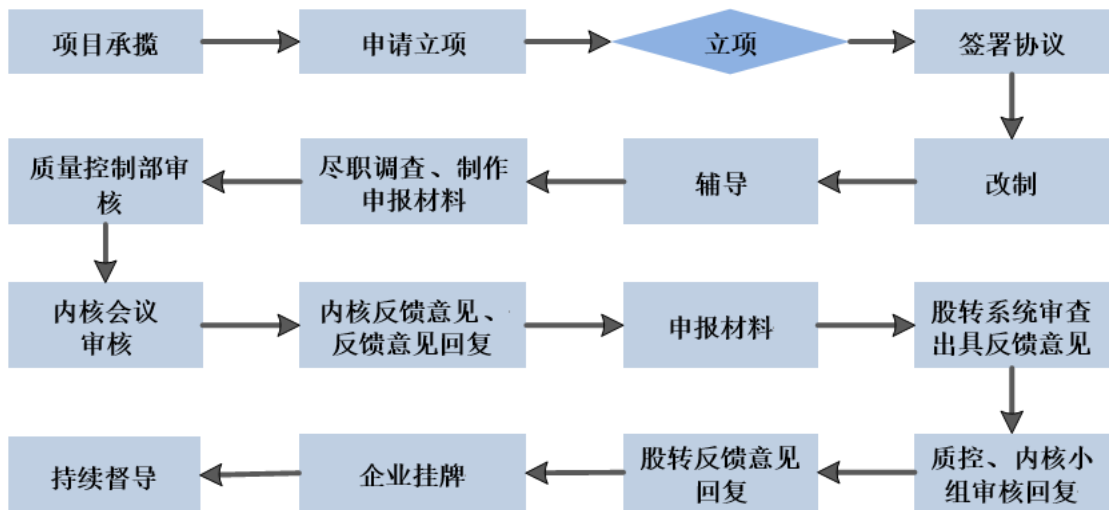 项目承揽
申请立项
立项
签署协议
质量控制部审
核
尽职调查、制作
申报材料
辅导
改制
内核会议
审核
内核反馈意见、
反馈意见回复
申报材料
股转系统审查
出具反馈意见
持续督导
企业挂牌
股转反馈意见
回复
质控、内核小
组审核回复